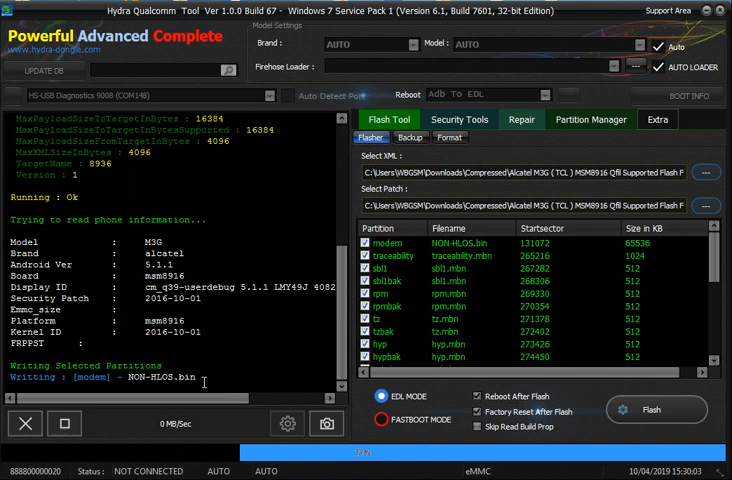 Hydra Qualcomm Tool Ver 1.0.0 Build 67 - Windows 7 Service Pack 1 (Version 6.1, Build 7601, 32-bit Edition) Support Area
Powerful Advanced Complete
www.hydra-dongle.com
UPDATE DB
Model Settings
Brand : AUTO Model : AUTO Auto
Firehose Loader : --- AUTO LOADER
HS-USB Diagnostics 9008 (COM148) Auto Detect Port Reboot Adb To EDL BOOT INFO
MaxPayloadSizeToTargetInBytes : 16384
MaxPayloadSizeToTargetInBytesSupported : 16384
MaxPayloadSizeFromTargetInBytes : 4096
MaxXMLSizeInBytes : 4096
TargetName : 8936
Version : 1
Running : Ok
Trying to read phone information...
Model : M3G
Brand : alcatel
Android Ver : 5.1.1
Board : msm8916
Display ID : cm_q39-userdebug 5.1.1 LMY49J 4082
Security Patch : 2016-10-01
Emmc_size :
Platform : msm8916
Kernel ID : 2016-10-01
FRPPST :
Writing Selected Partitions
Writting : [modem] - NON-HLOS.bin
0 MB/Sec
Flash Tool Security Tools Repair Partition Manager Extra
Flasher Backup Format
Select XML :
C:\Users\WBGSM\Downloads\Compressed\Alcatel M3G ( TCL ) MSM8916 Qfil Supported Flash F ---
Select Patch :
C:\Users\WBGSM\Downloads\Compressed\Alcatel M3G ( TCL ) MSM8916 Qfil Supported Flash F ---
Partition Filename Startsector Size in KB
modem NON-HLOS.bin 131072 65536
traceability traceability.mbn 265216 1024
sbl1 sbl1.mbn 267282 512
sbl1bak sbl1.mbn 268306 512
rpm rpm.mbn 269330 512
rpmbak rpm.mbn 270354 512
tz tz.mbn 271378 512
tzbak tz.mbn 272402 512
hyp hyp.mbn 273426 512
hypbak hyp.mbn 274450 512
EDL MODE
FASTBOOT MODE
Reboot After Flash
Factory Reset After Flash
Skip Read Build Prop
Flash
888800000020 Status : NOT CONNECTED AUTO AUTO eMMC 10/04/2019 15:30:03